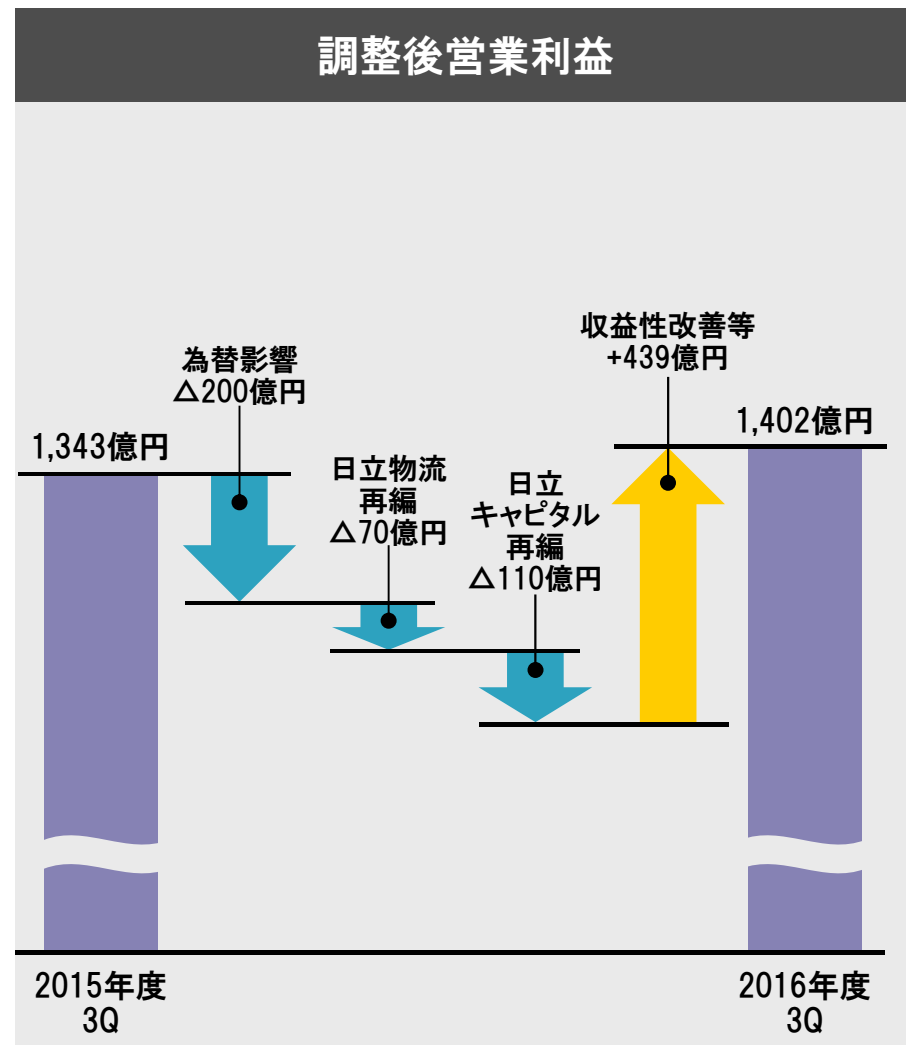 調整後営業利益
収益性改善等
+439億円
為替影響
△200億円
1,343億円
1,402億円
日立物流
再編
△70億円
日立
キャピタル
再編
△110億円
2015年度
3Q
2016年度
3Q